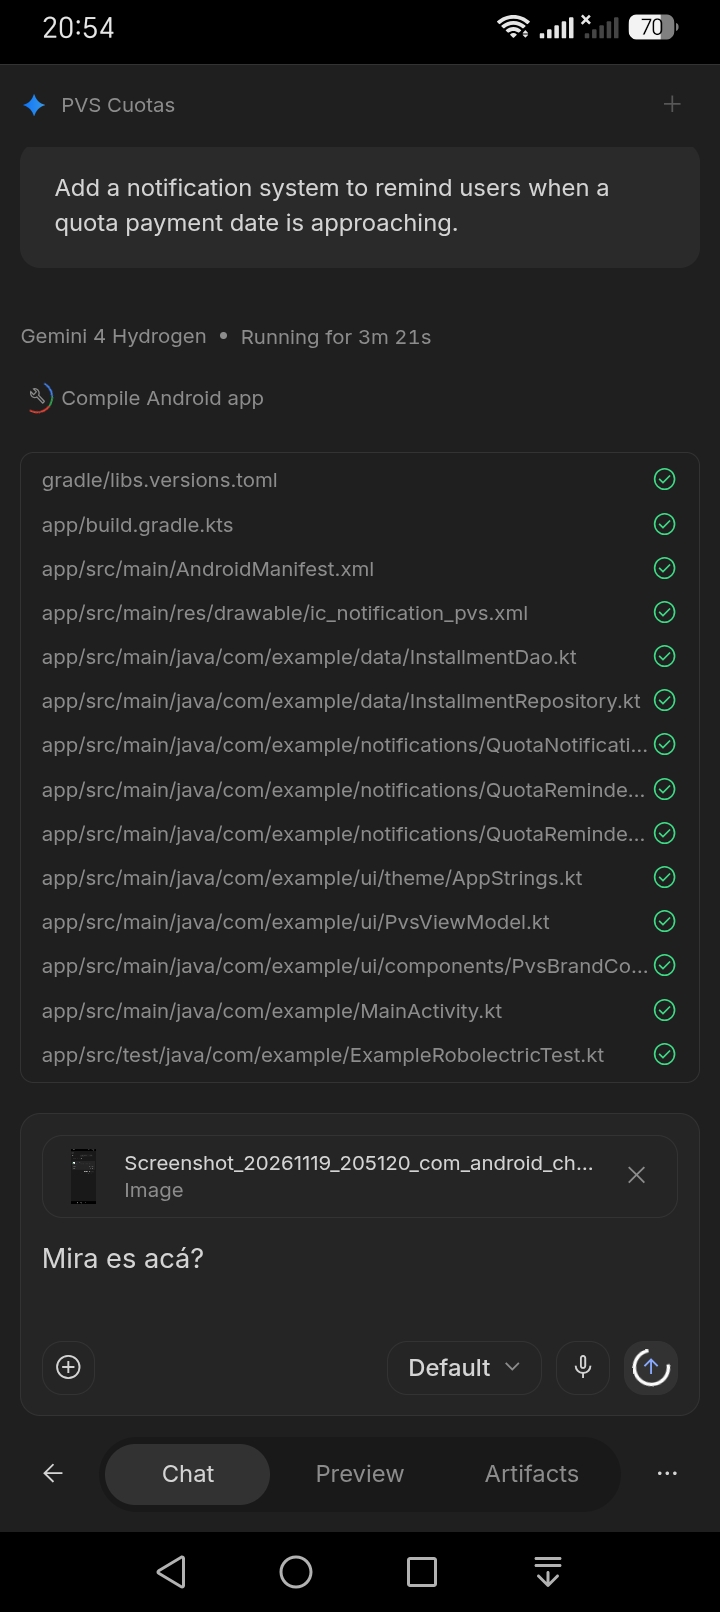 20:54
70
PVS Cuotas
Add a notification system to remind users when a
quota payment date is approaching.
Gemini 4 Hydrogen • Running for 3m 21s
Compile Android app
gradle/libs.versions.toml
app/build.gradle.kts
app/src/main/AndroidManifest.xml
app/src/main/res/drawable/ic_notification_pvs.xml
app/src/main/java/com/example/data/InstallmentDao.kt
app/src/main/java/com/example/data/InstallmentRepository.kt
app/src/main/java/com/example/notifications/QuotaNotificati...
app/src/main/java/com/example/notifications/QuotaReminde...
app/src/main/java/com/example/notifications/QuotaReminde...
app/src/main/java/com/example/ui/theme/AppStrings.kt
app/src/main/java/com/example/ui/PvsViewModel.kt
app/src/main/java/com/example/ui/components/PvsBrandCo...
app/src/main/java/com/example/MainActivity.kt
app/src/test/java/com/example/ExampleRobolectricTest.kt
Screenshot_20261119_205120_com_android_ch...
Image
Mira es acá?
Default
Chat Preview Artifacts